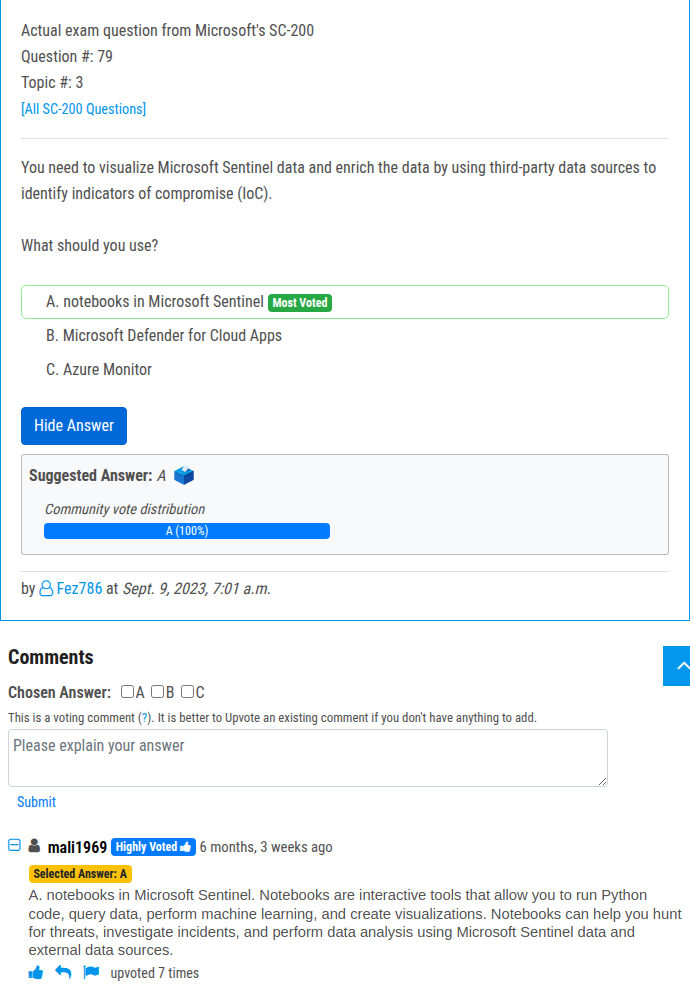 Actual exam question from Microsoft's SC-200
Question #: 79
Topic #: 3
[All SC-200 Questions]
You need to visualize Microsoft Sentinel data and enrich the data by using third-party data sources to
identify indicators of compromise (IoC).
What should you use?
A. notebooks in Microsoft Sentinel Most Voted
B. Microsoft Defender for Cloud Apps
C. Azure Monitor
Hide Answer
Suggested Answer: A
Community vote distribution
A (100%)
by Fez786 at Sept. 9, 2023, 7:01 a.m.
Comments
Chosen Answer: A B C
This is a voting comment (?). It is better to Upvote an existing comment if you don't have anything to add.
Please explain your answer
Submit
mali1969 Highly Voted 6 months, 3 weeks ago
Selected Answer: A
A. notebooks in Microsoft Sentinel. Notebooks are interactive tools that allow you to run Python
code, query data, perform machine learning, and create visualizations. Notebooks can help you hunt
for threats, investigate incidents, and perform data analysis using Microsoft Sentinel data and
external data sources.
upvoted 7 times